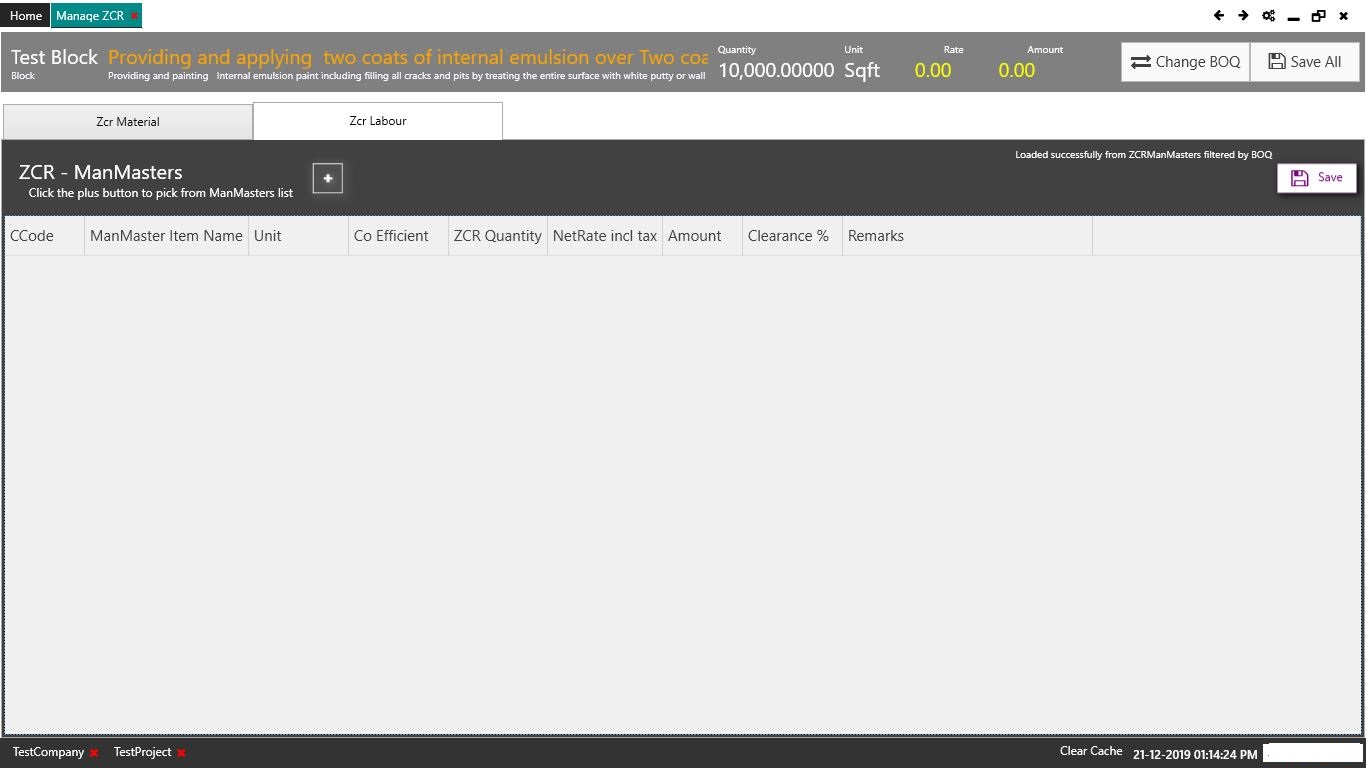 Home Manage ZCR
Test Block Providing and applying two coats of internal emulsion over Two coa Quantity Unit Rate Amount
Block Providing and painting Internal emulsion paint including filling all cracks and pits by treating the entire surface with white putty or wall 10,000.00000 Sqft 0.00 0.00 Change BOQ Save All
Zcr Material Zcr Labour
Loaded successfully from ZCRManMasters filtered by BOQ
ZCR - ManMasters
Click the plus button to pick from ManMasters list
Save
CCode ManMaster Item Name Unit Co Efficient ZCR Quantity NetRate incl tax Amount Clearance % Remarks
TestCompany TestProject Clear Cache 21-12-2019 01:14:24 PM